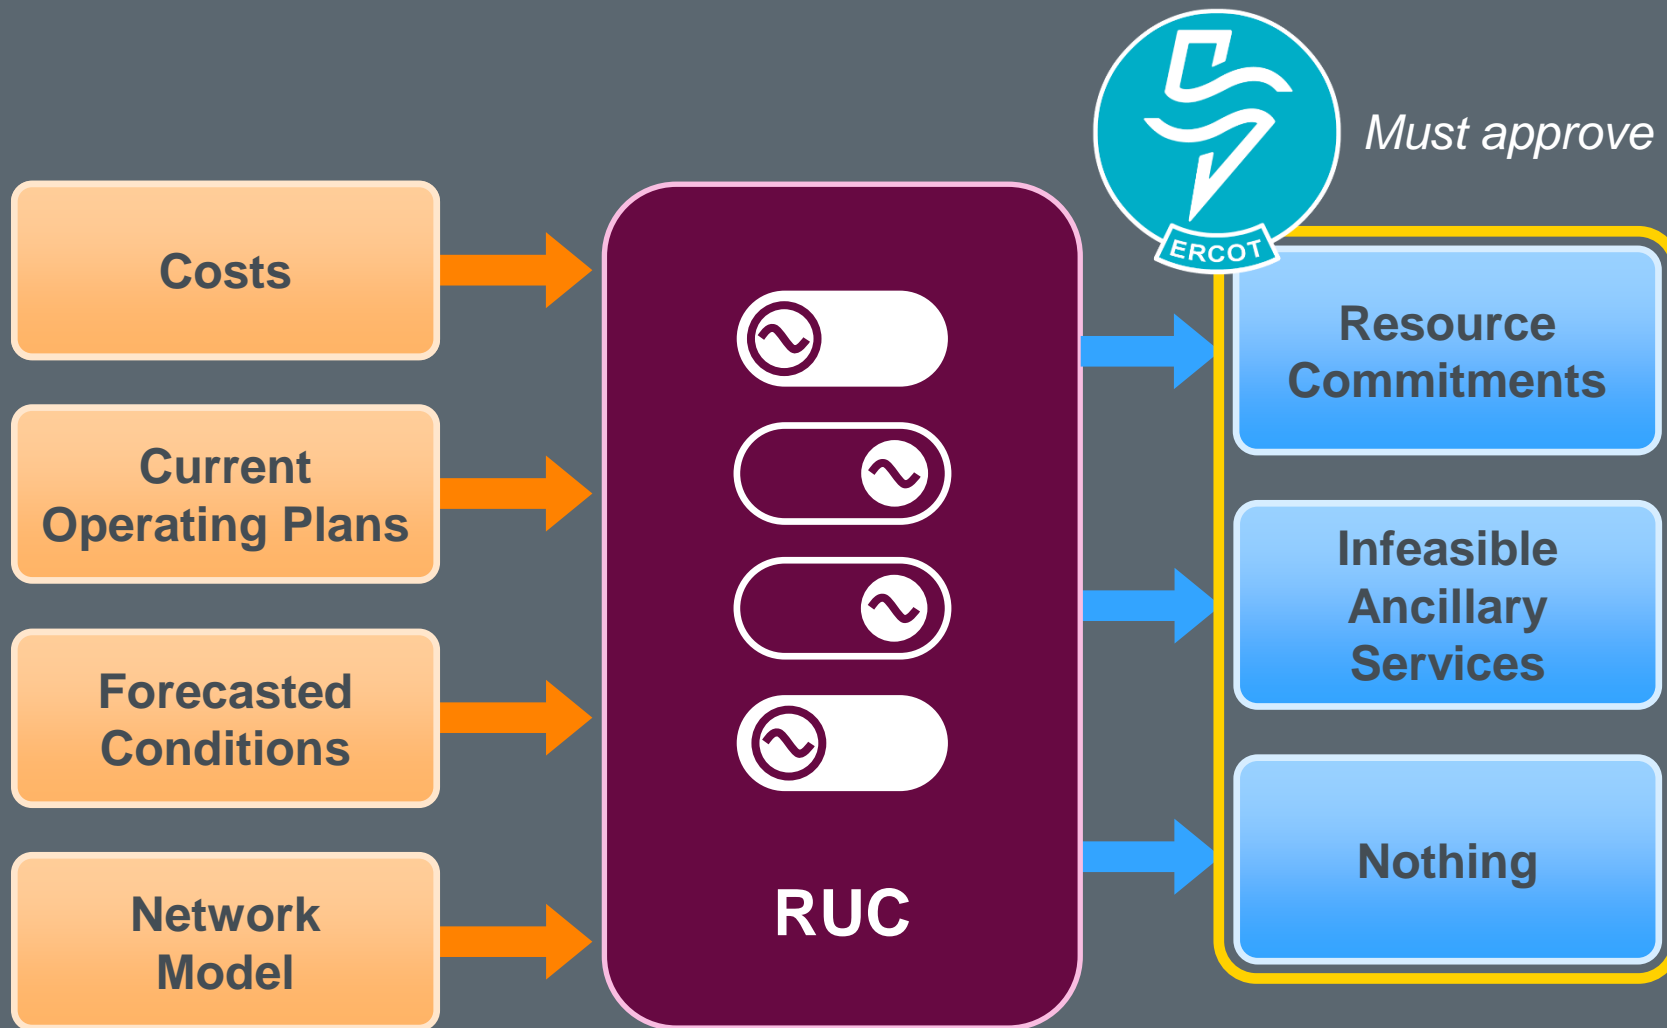 Must approve
ERCOT
Costs
Current
Operating Plans
Forecasted
Conditions
Network
Model
RUC
Resource
Commitments
Infeasible
Ancillary
Services
Nothing